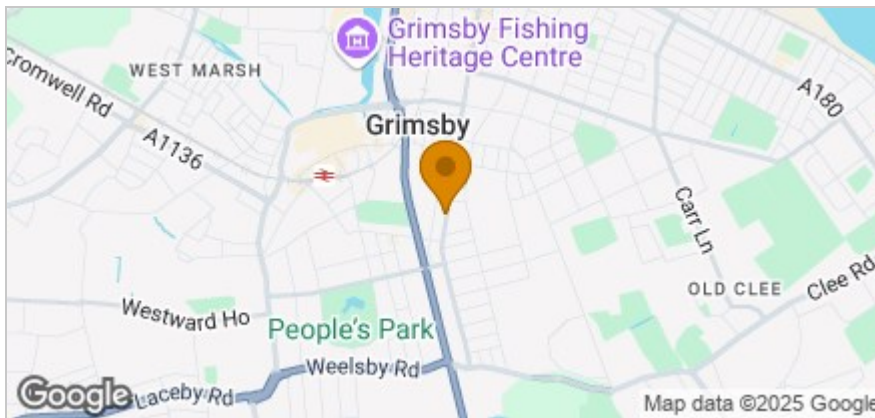 Grimsby Fishing
Heritage Centre
WEST MARSH
Cromwell Rd
A180
Grimsby
A1136
Carr Ln
OLD CLEE
Clee Rd
Westward Ho
People's Park
Weelsby Rd
Laceby Rd
Google
Map data ©2025 Google